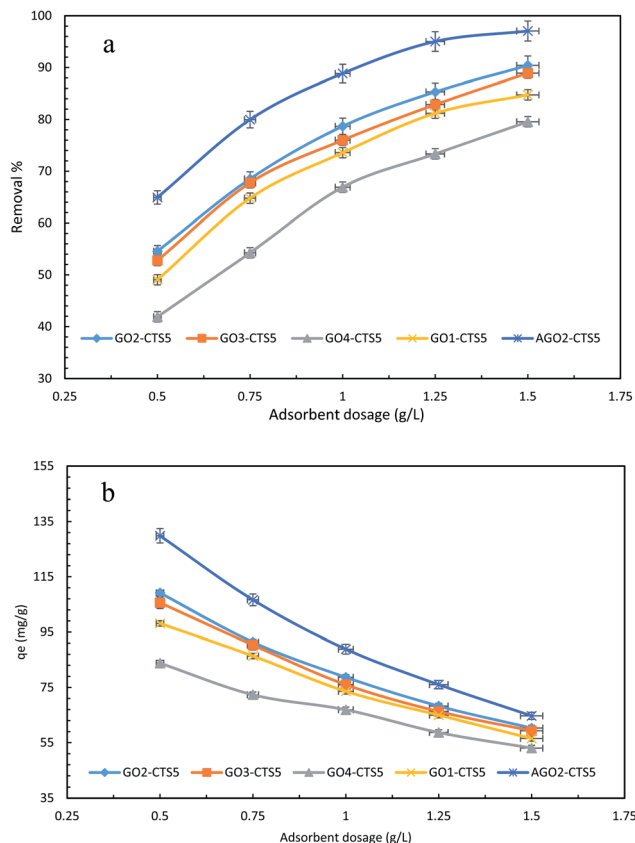 a
100
90
80
70
60
50
40
30
Removal %
GO2-CTS5 GO3-CTS5 GO4-CTS5 GO1-CTS5 AGO2-CTS5
0.25 0.5 0.75 1 1.25 1.5 1.75
Adsorbent dosage (g/L)
b
155
135
115
95
75
55
35
qe (mg/g)
GO2-CTS5 GO3-CTS5 GO4-CTS5 GO1-CTS5 AGO2-CTS5
0.25 0.5 0.75 1 1.25 1.5 1.75
Adsorbent dosage (g/L)